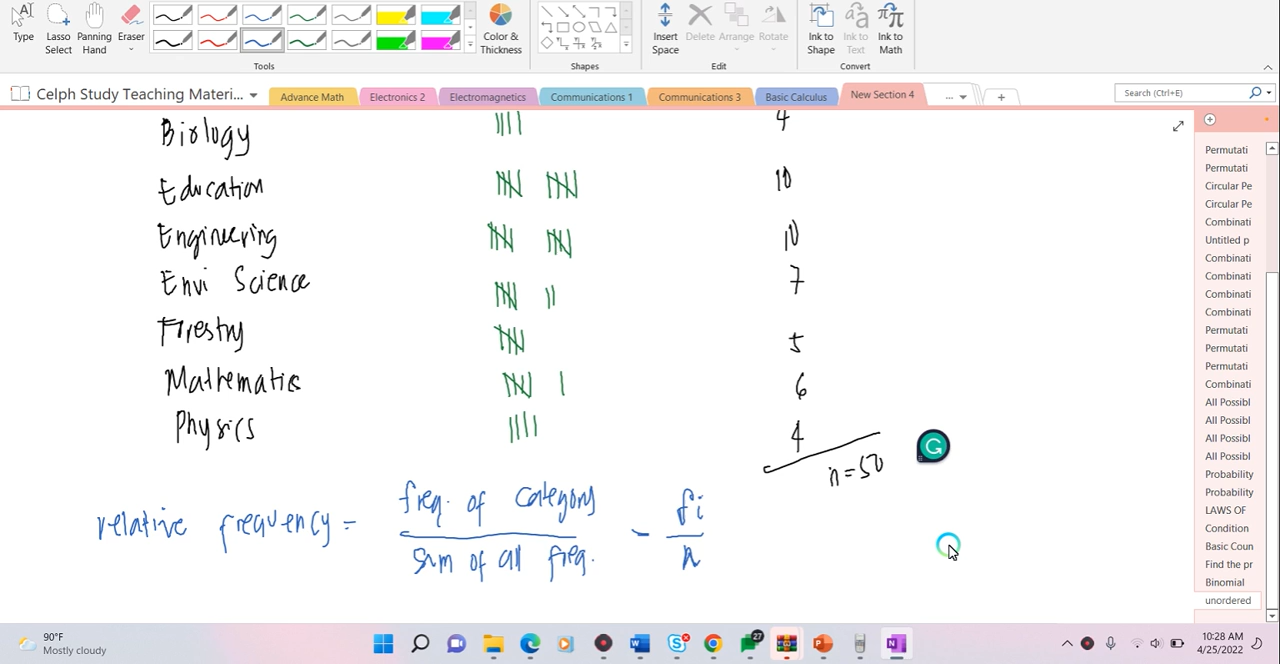 Type
Lasso Select
Panning Hand
Eraser
Color & Thickness
Insert Space
Delete
Arrange
Rotate
Ink to Shape
Ink to Text
Ink to Math
Tools
Shapes
Edit
Convert
Celph Study Teaching Materi...
Advance Math
Electronics 2
Electromagnetics
Communications 1
Communications 3
Basic Calculus
New Section 4
...
Search (Ctrl+E)
Biology 4
Education 10
Engineering 10
Envi Science 7
Forestry 5
Mathematics 6
Physics 4
n=50
relative frequency = freq. of category / sum of all freq. = fi / n
Permutati
Permutati
Circular Pe
Circular Pe
Combinati
Untitled p
Combinati
Combinati
Combinati
Combinati
Permutati
Permutati
Permutati
Combinati
All Possibl
All Possibl
All Possibl
All Possibl
Probability
Probability
LAWS OF
Condition
Basic Coun
Find the pr
Binomial
unordered
90°F
Mostly cloudy
27
10:28 AM
4/25/2022